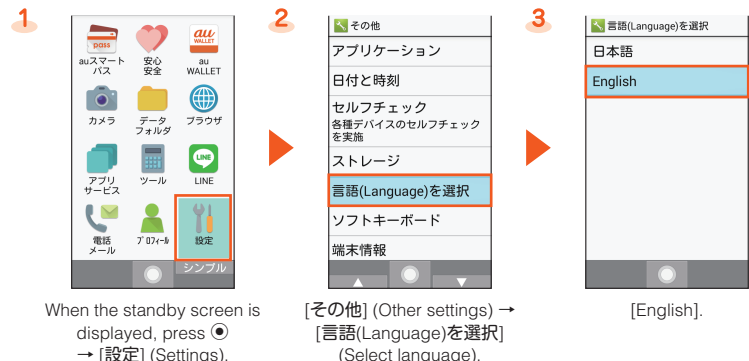 1
pass
auスマート
パス
安心
安全
au
WALLET
au
WALLET
カメラ
データ
フォルダ
ブラウザ
アプリ
サービス
ツール
LINE
LINE
電話
メール
ﾌﾟﾛﾌｨｰﾙ
設定
シンプル
When the standby screen is
displayed, press
→ [設定] (Settings).
2
その他
アプリケーション
日付と時刻
セルフチェック
各種デバイスのセルフチェック
を実施
ストレージ
言語(Language)を選択
ソフトキーボード
端末情報
[その他] (Other settings) →
[言語(Language)を選択]
(Select language).
3
言語(Language)を選択
日本語
English
[English].